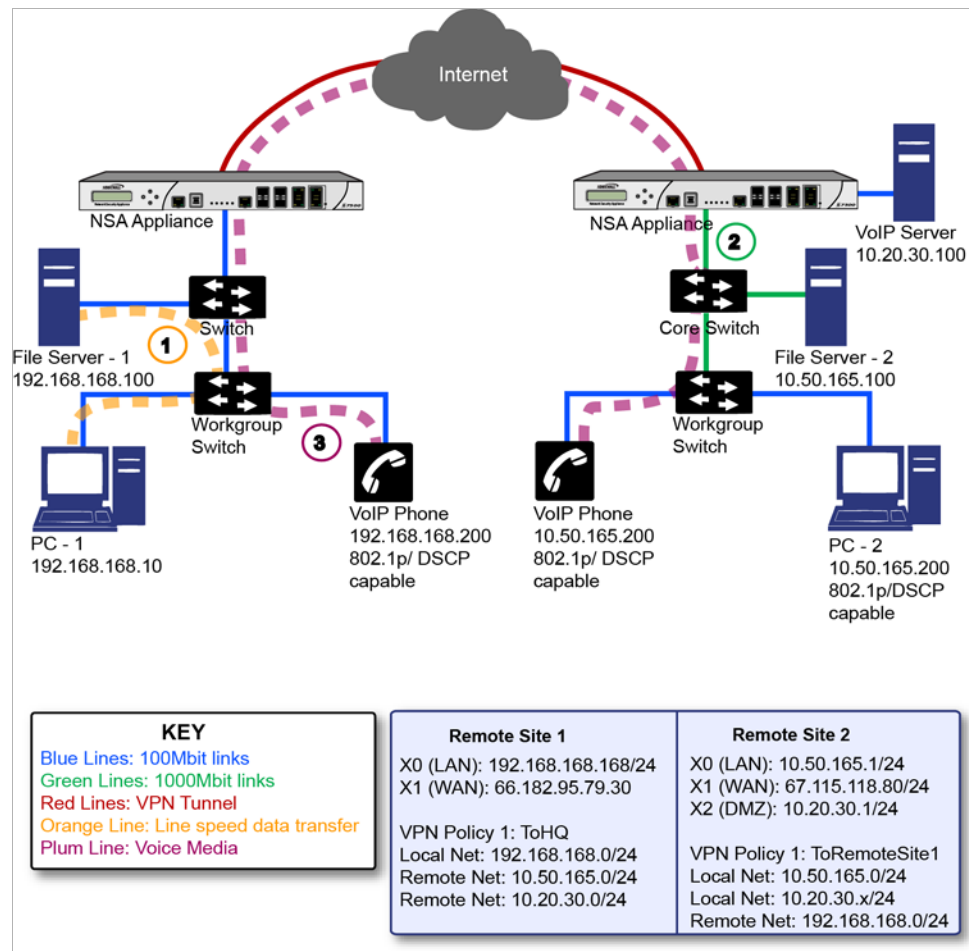 Internet
NSA Appliance
NSA Appliance
VoIP Server
10.20.30.100
2
Switch
Core Switch
1
File Server - 1
192.168.168.100
File Server - 2
10.50.165.100
Workgroup
Switch
Workgroup
Switch
3
PC - 1
192.168.168.10
VoIP Phone
192.168.168.200
802.1p/ DSCP
capable
VoIP Phone
10.50.165.200
802.1p/ DSCP
capable
PC - 2
10.50.165.200
802.1p/DSCP
capable
KEY
Blue Lines: 100Mbit links
Green Lines: 1000Mbit links
Red Lines: VPN Tunnel
Orange Line: Line speed data transfer
Plum Line: Voice Media
Remote Site 1
X0 (LAN): 192.168.168.168/24
X1 (WAN): 66.182.95.79.30
VPN Policy 1: ToHQ
Local Net: 192.168.168.0/24
Remote Net: 10.50.165.0/24
Remote Net: 10.20.30.0/24
Remote Site 2
X0 (LAN): 10.50.165.1/24
X1 (WAN): 67.115.118.80/24
X2 (DMZ): 10.20.30.1/24
VPN Policy 1: ToRemoteSite1
Local Net: 10.50.165.0/24
Local Net: 10.20.30.x/24
Remote Net: 192.168.168.0/24